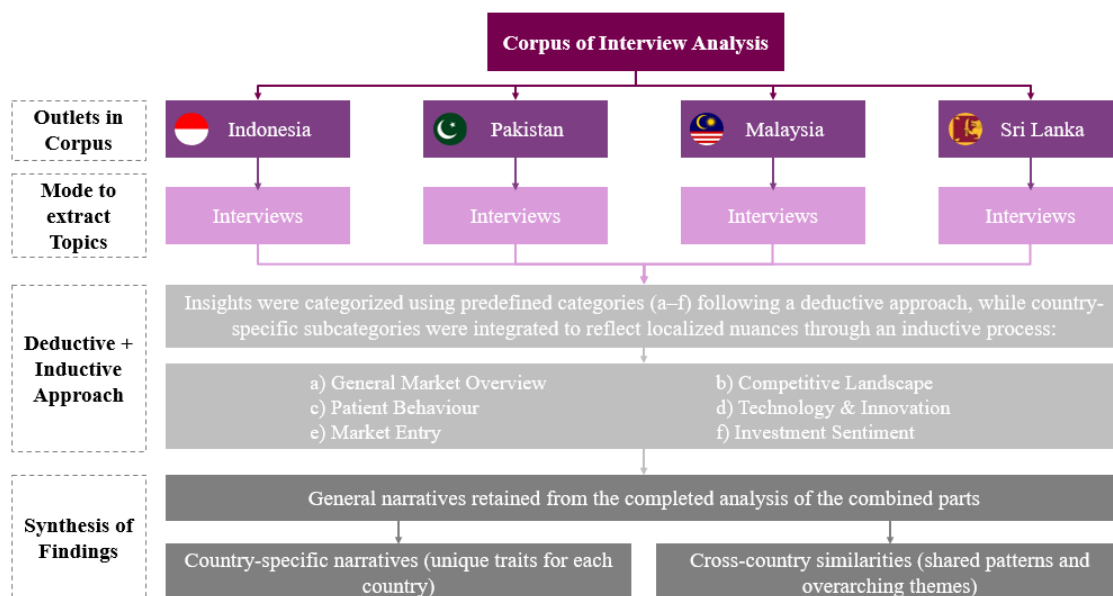 Corpus of Interview Analysis
Outlets in
Corpus
Indonesia
Pakistan
Malaysia
Sri Lanka
Mode to
extract
Topics
Interviews
Interviews
Interviews
Interviews
Deductive +
Inductive
Approach
Insights were categorized using predefined categories (a–f) following a deductive approach, while country-
specific subcategories were integrated to reflect localized nuances through an inductive process:
a) General Market Overview
b) Competitive Landscape
c) Patient Behaviour
d) Technology & Innovation
e) Market Entry
f) Investment Sentiment
Synthesis of
Findings
General narratives retained from the completed analysis of the combined parts
Country-specific narratives (unique traits for each
country)
Cross-country similarities (shared patterns and
overarching themes)